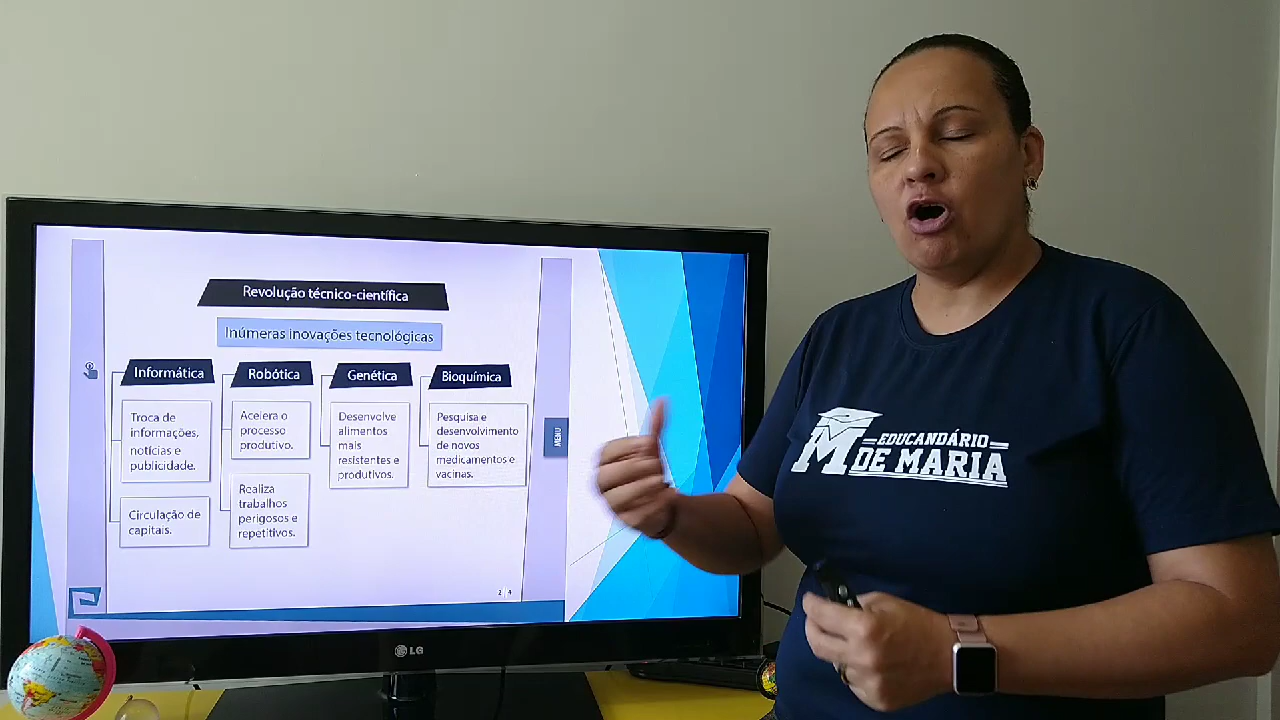 Revolução técnico-científica
Inúmeras inovações tecnológicas
Informática
Troca de
informações,
notícias e
publicidade.
Circulação de
capitais.
Robótica
Acelera o
processo
produtivo.
Realiza
trabalhos
perigosos e
repetitivos.
Genética
Desenvolve
alimentos
mais
resistentes e
produtivos.
Bioquímica
Pesquisa e
desenvolvimento
de novos
medicamentos e
vacinas.
MENU
2 4
LG
M EDUCANDÁRIO
DE MARIA